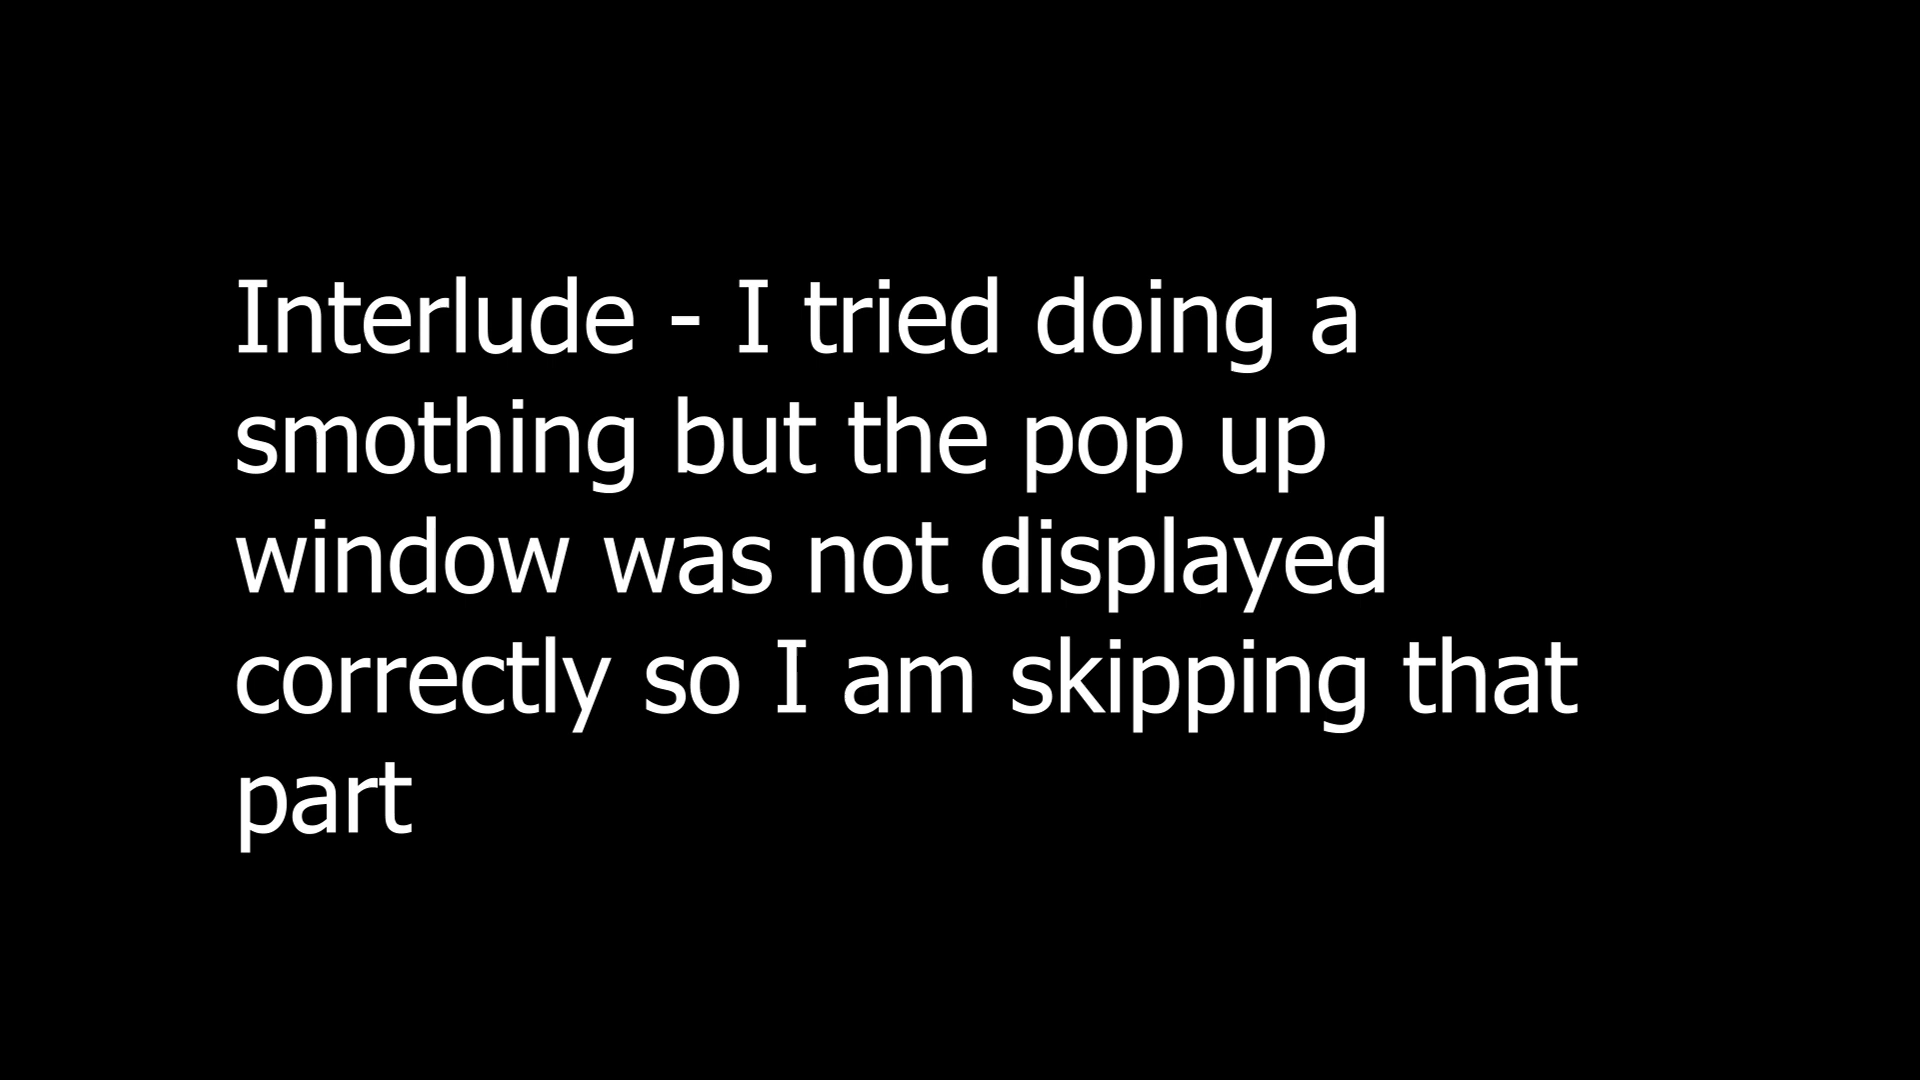 Interlude - I tried doing a
smothing but the pop up
window was not displayed
correctly so I am skipping that
part